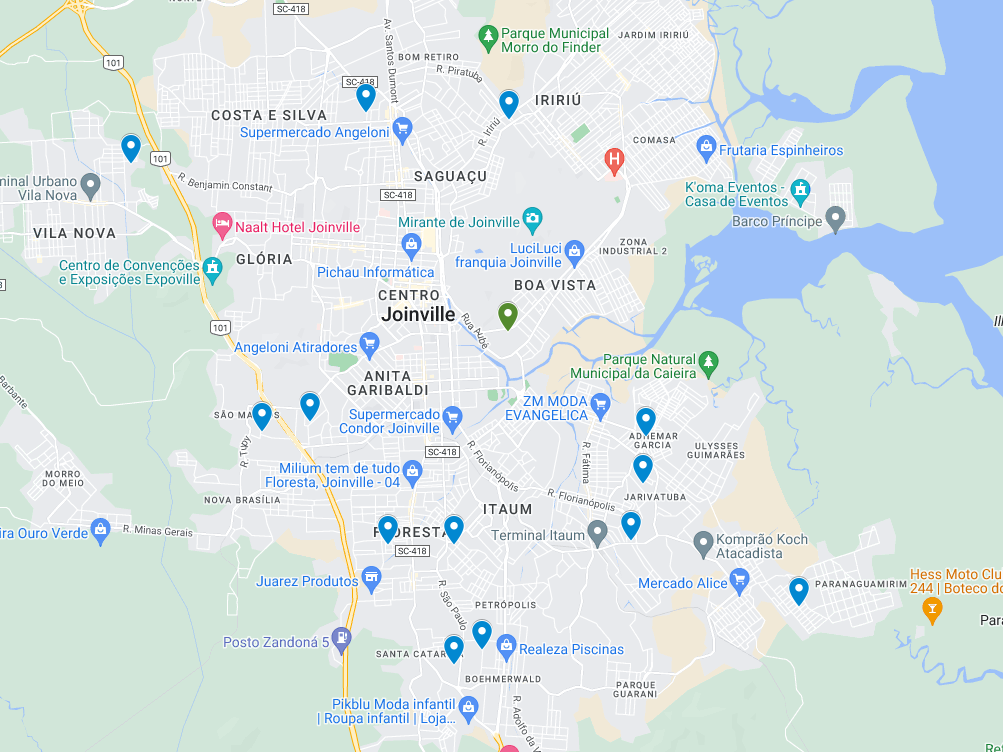 SC-418
Parque Municipal
Morro do Finder
JARDIM IRIRIÚ
Av. Santos Dumont
BOM RETIRO
101
R. Piratuba
SC-418
IRIRIÚ
COSTA E SILVA
Supermercado Angeloni
R. Iririú
COMASA
H
Frutaria Espinheiros
101
SAGUAÇU
minal Urbano
Vila Nova
R. Benjamin Constant
SC-418
K'oma Eventos -
Casa de Eventos
Barco Príncipe
Mirante de Joinville
Naalt Hotel Joinville
VILA NOVA
LuciLuci
franquia Joinville
ZONA
INDUSTRIAL 2
GLÓRIA
Centro de Convenções
e Exposições Expoville
Pichau Informática
BOA VISTA
CENTRO
Joinville
101
Rua Aubé
Angeloni Atiradores
Parque Natural
Municipal da Caieira
ANITA
GARIBALDI
Barbante
ZM MODA
EVANGELICA
SÃO MA
Supermercado
Condor Joinville
ADHEMAR
GARCIA
ULYSSES
GUIMARÃES
R. Tupy
SC-418
R. Florianópolis
R. Fátima
MORRO
DO MEIO
Milium tem de tudo
Floresta, Joinville - 04
NOVA BRASÍLIA
R. Florianópolis
JARIVATUBA
ITAUM
ira Ouro Verde
R. Minas Gerais
F ORESTA
SC-418
Terminal Itaum
Komprão Koch
Atacadista
Juarez Produtos
Mercado Alice
PARANAGUAMIRIM
Hess Moto Clu
244 | Boteco do
R. São Paulo
PETRÓPOLIS
Para
Posto Zandoná 5
SANTA CATAR
Realeza Piscinas
BOEHMERWALD
PARQUE
GUARANI
Pikblu Moda infantil
| Roupa infantil | Loja...
R. Adolfo da V
Re